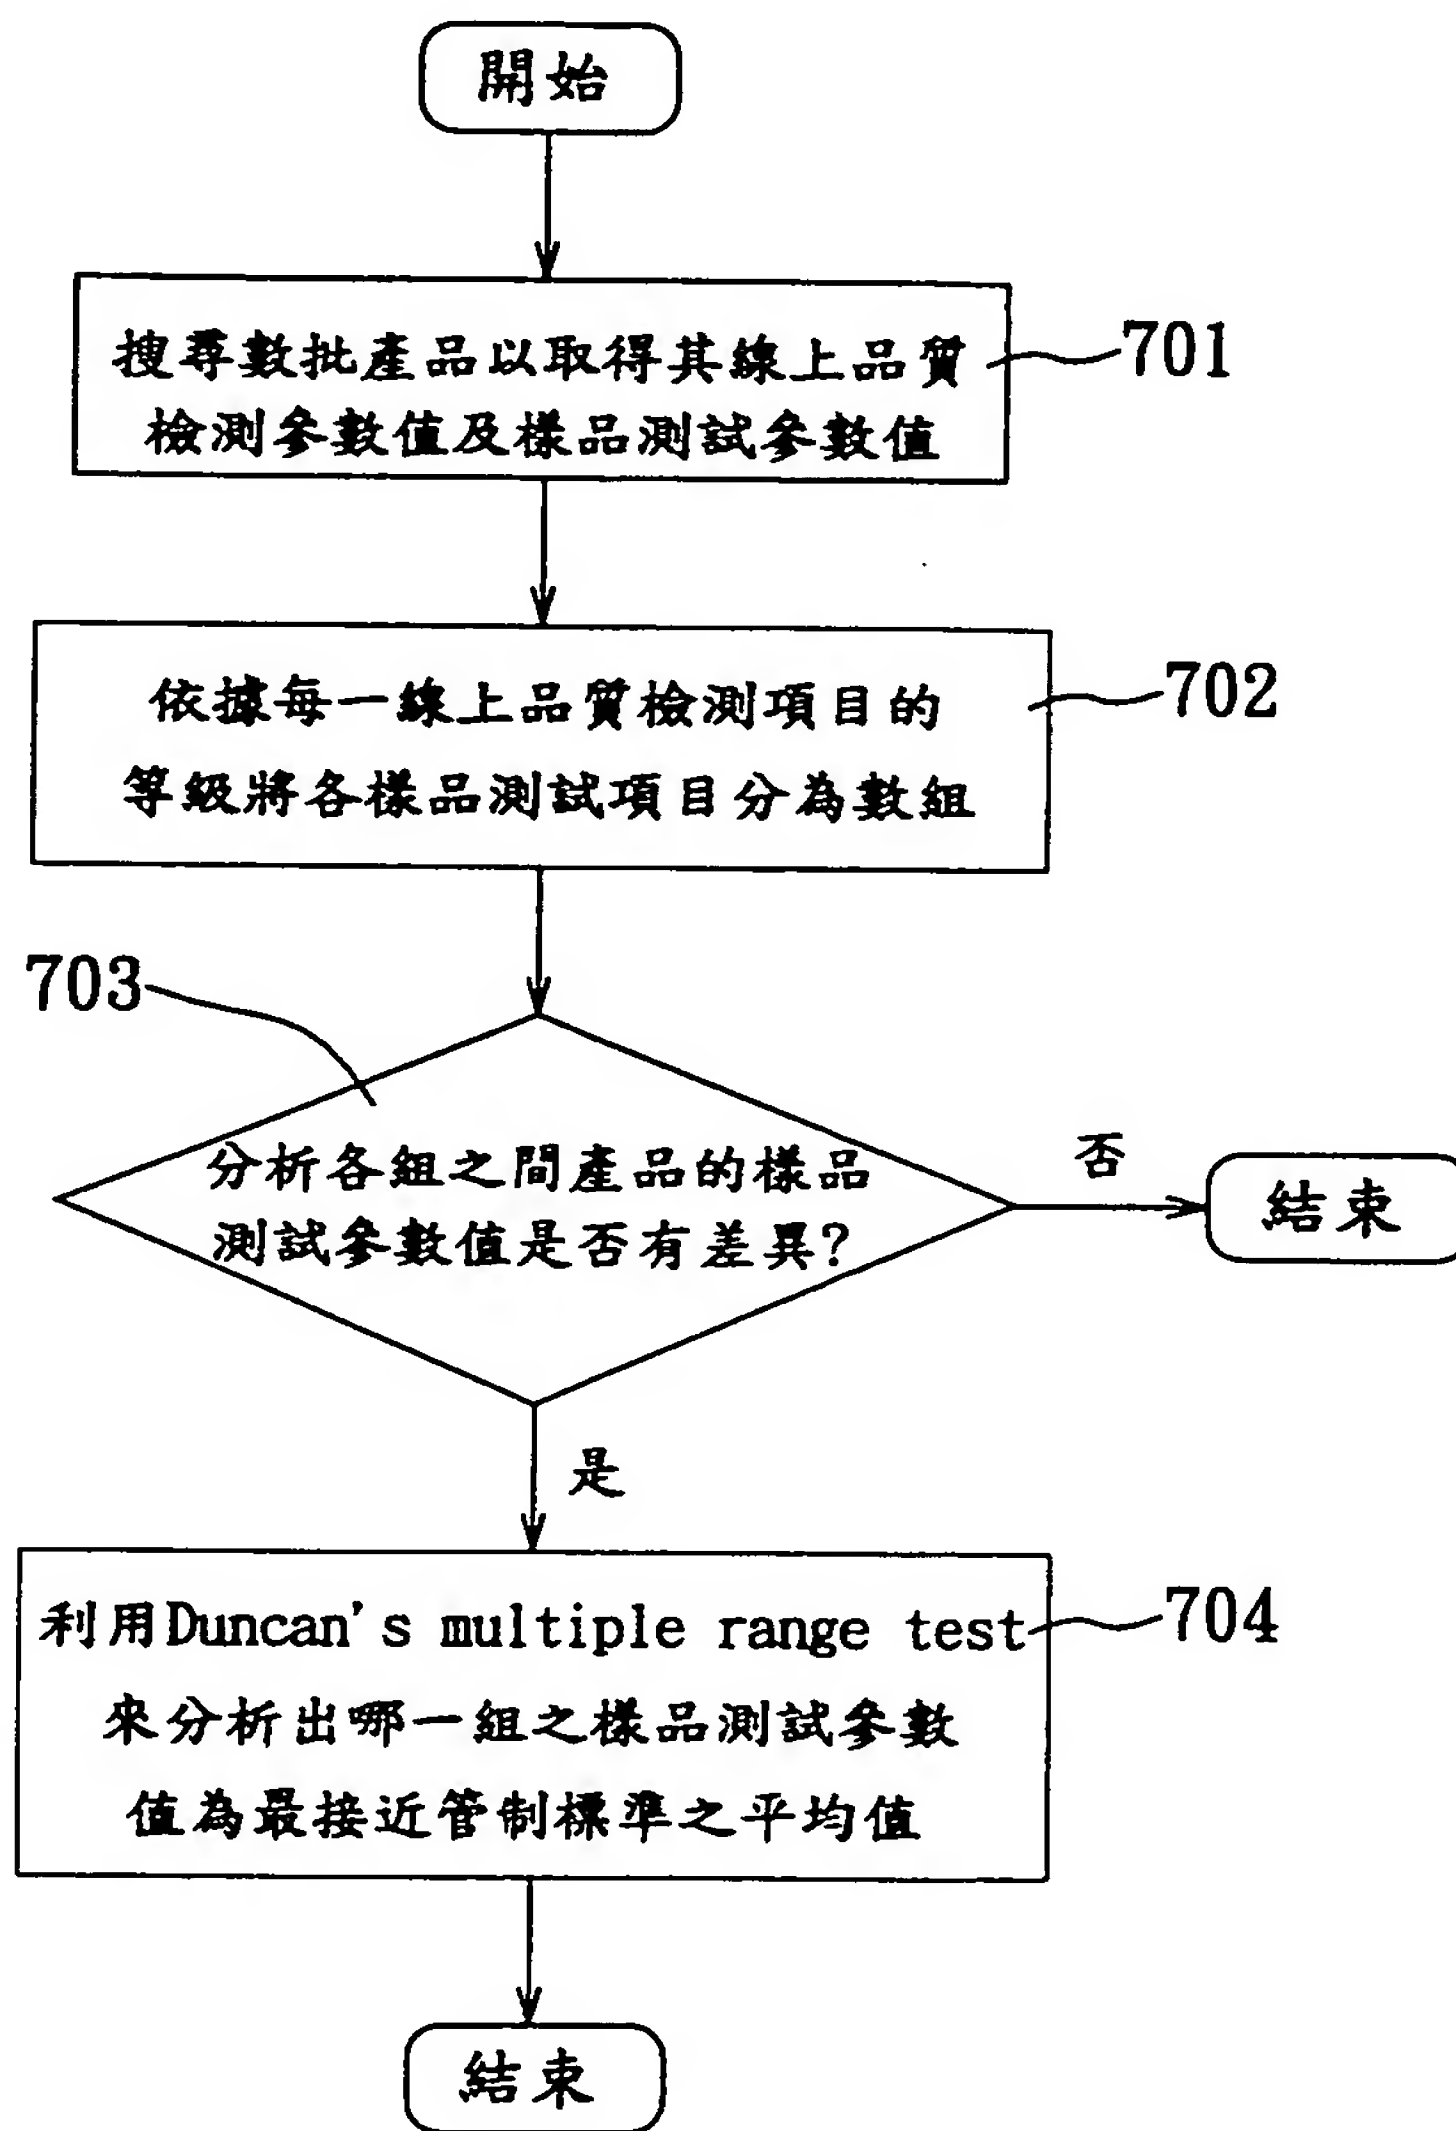 開始
搜尋數批產品以取得其線上品質
檢測參數值及樣品測試參數值
701
依據每一線上品質檢測項目的
等級將各樣品測試項目分為數組
702
703
分析各組之間產品的樣品
測試參數值是否有差異?
否
結束
是
利用Duncan's multiple range test
來分析出哪一組之樣品測試參數
值為最接近管制標準之平均值
704
結束